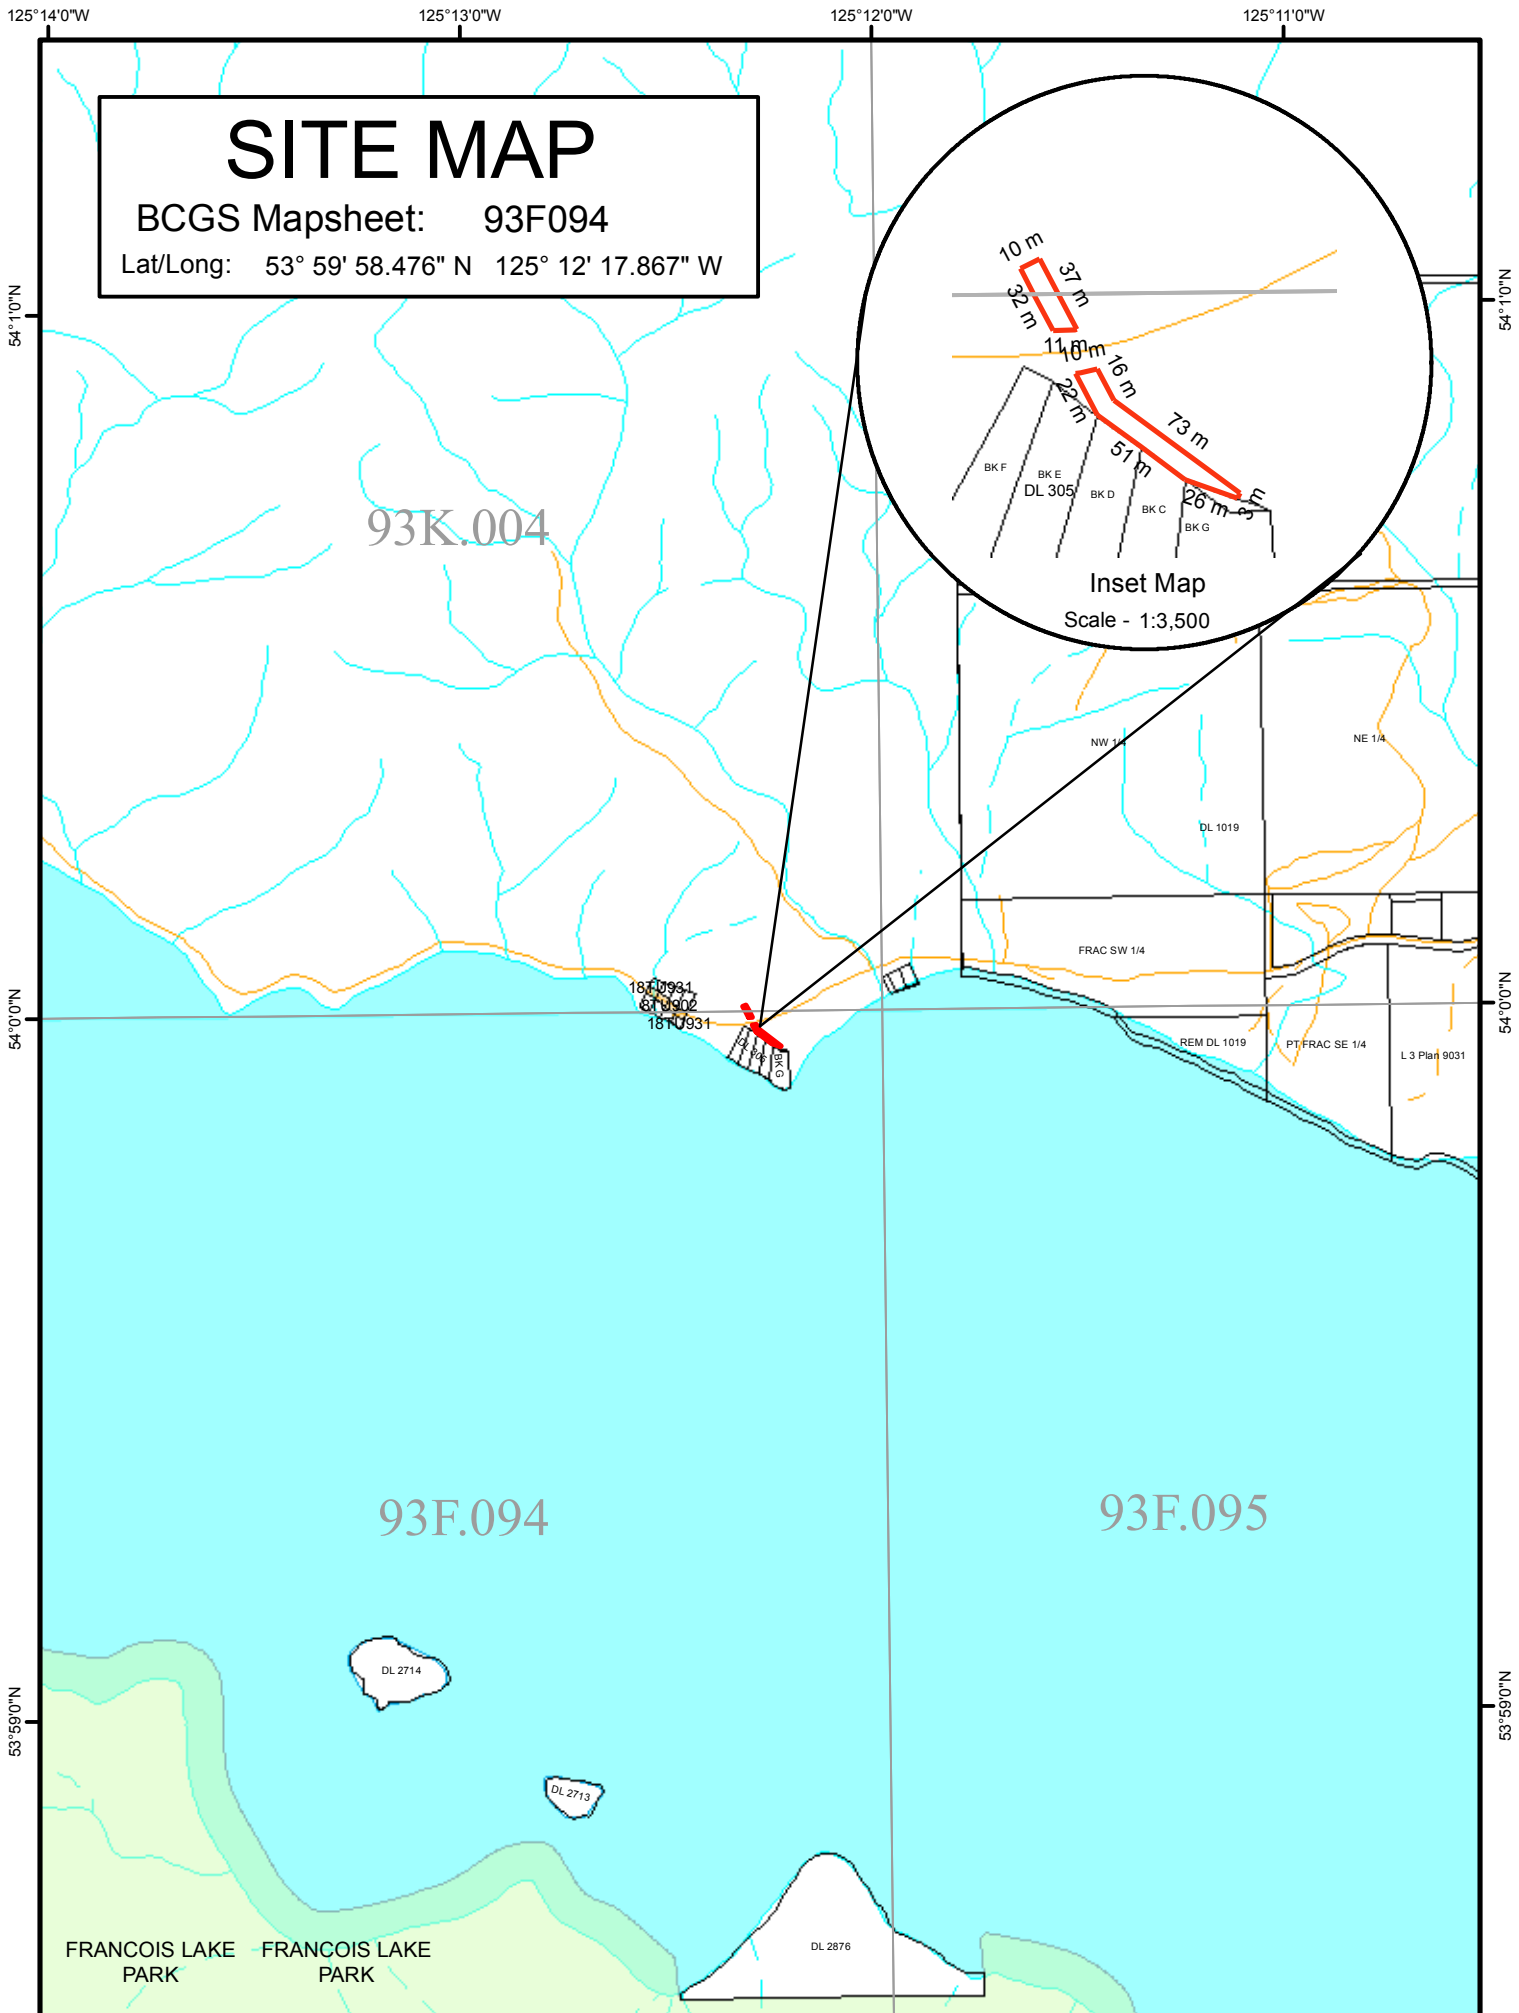 125°14'0"W
125°13'0"W
125°12'0"W
125°11'0"W
SITE MAP
BCGS Mapsheet: 93F094
Lat/Long: 53° 59' 58.476" N 125° 12' 17.867" W
54°1'0"N
54°1'0"N
10 m
37 m
32 m
11 m
10 m
16 m
22 m
73 m
51 m
26 m
3 m
BK F
BK E
DL 305
BK D
BK C
BK G
Inset Map
Scale - 1:3,500
93K.004
NW 1/4
NE 1/4
DL 1019
FRAC SW 1/4
18TU931
8TU902
18TU931
54°0'0"N
54°0'0"N
BK G
REM DL 1019
PT FRAC SE 1/4
L 3 Plan 9031
93F.094
93F.095
DL 2714
53°59'0"N
53°59'0"N
DL 2713
DL 2876
FRANCOIS LAKE
PARK
FRANCOIS LAKE
PARK